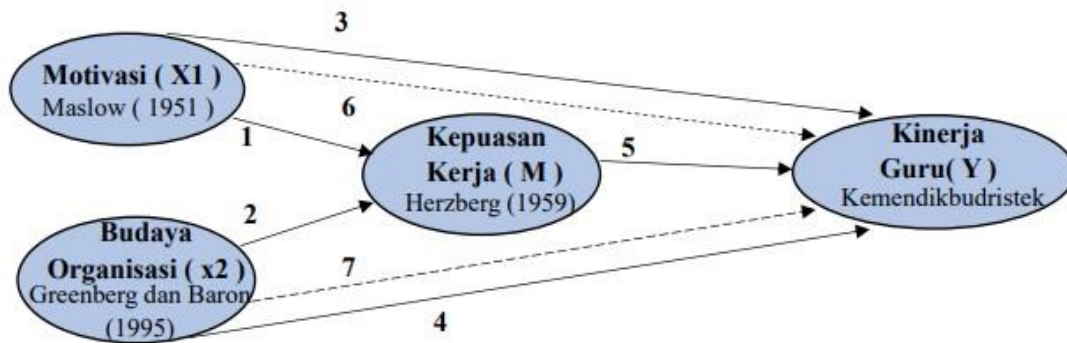 3
Motivasi ( X1 )
Maslow ( 1951 )
6
1
Kepuasan
Kerja ( M )
Herzberg (1959)
5
Kinerja
Guru( Y )
Kemendikbudristek
2
Budaya
Organisasi ( x2 )
Greenberg dan Baron
(1995)
7
4